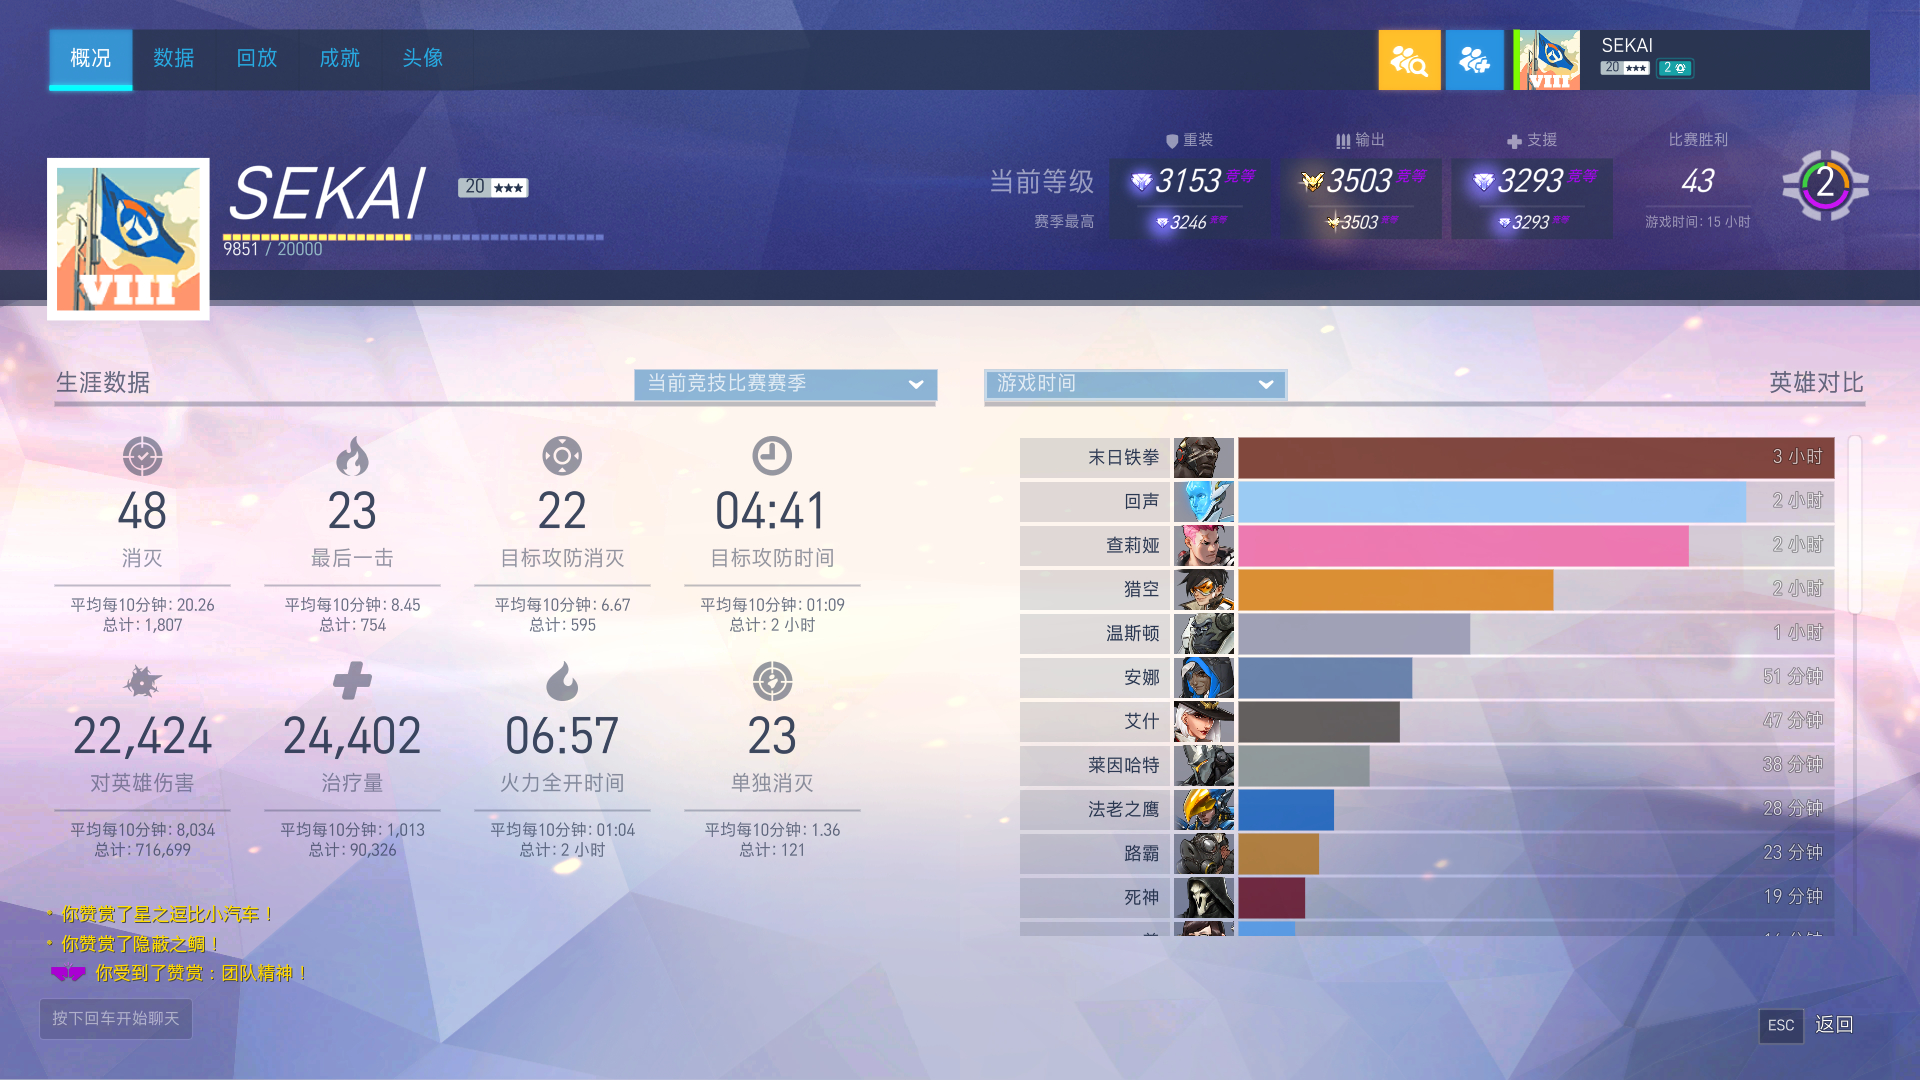 概况 数据 回放 成就 头像
SEKAI
20 ★★★ 2
重装 输出 支援 比赛胜利
SEKAI 20 ★★★
当前等级 3153 竞等 3503 竞等 3293 竞等 43
2
赛季最高 3246 竞等 3503 竞等 3293 竞等 游戏时间: 15 小时
9851 / 20000
VIII
VIII
生涯数据 当前竞技比赛赛季
游戏时间 英雄对比
48 23 22 04:41
消灭 最后一击 目标攻防消灭 目标攻防时间
平均每10分钟: 20.26 平均每10分钟: 8.45 平均每10分钟: 6.67 平均每10分钟: 01:09
总计: 1,807 总计: 754 总计: 595 总计: 2 小时
22,424 24,402 06:57 23
对英雄伤害 治疗量 火力全开时间 单独消灭
平均每10分钟: 8,034 平均每10分钟: 1,013 平均每10分钟: 01:04 平均每10分钟: 1.36
总计: 716,699 总计: 90,326 总计: 2 小时 总计: 121
末日铁拳 3 小时
回声 2 小时
查莉娅 2 小时
猎空 2 小时
温斯顿 1 小时
安娜 51 分钟
艾什 47 分钟
莱因哈特 38 分钟
法老之鹰 28 分钟
路霸 23 分钟
死神 19 分钟
你赞赏了星之逗比小汽车！
你赞赏了隐蔽之鲷！
你受到了赞赏：团队精神！
按下回车开始聊天
ESC 返回